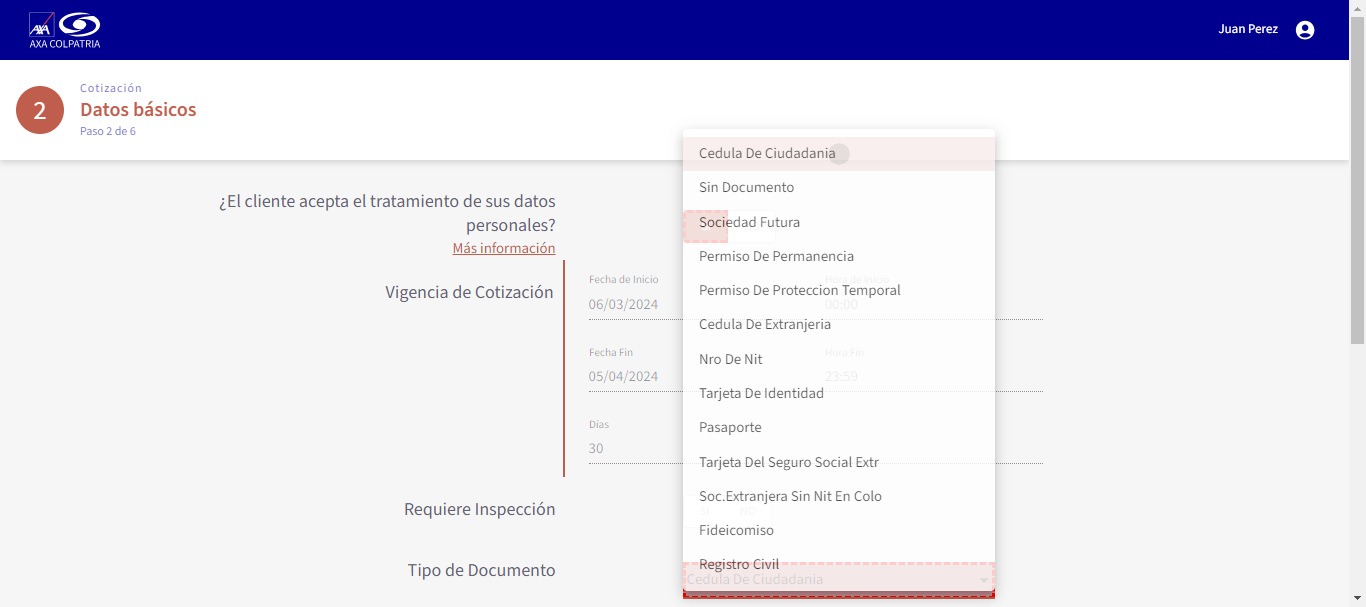 AXA
AXA COLPATRIA
Juan Perez
2
Cotización
Datos básicos
Paso 2 de 6
¿El cliente acepta el tratamiento de sus datos
personales?
Más información
Vigencia de Cotización
Fecha de Inicio
06/03/2024
Hora de Inicio
00:00
Fecha Fin
05/04/2024
Hora Fin
23:59
Días
30
Requiere Inspección
SI
NO
Tipo de Documento
Cedula De Ciudadania
Cedula De Ciudadania
Sin Documento
Sociedad Futura
Permiso De Permanencia
Permiso De Proteccion Temporal
Cedula De Extranjeria
Nro De Nit
Tarjeta De Identidad
Pasaporte
Tarjeta Del Seguro Social Extr
Soc.Extranjera Sin Nit En Colo
Fideicomiso
Registro Civil